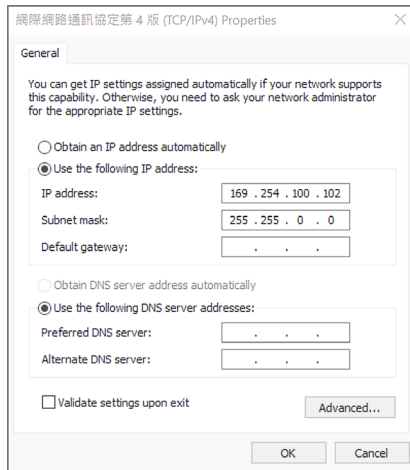 網際網路通訊協定第 4 版 (TCP/IPv4) Properties
General
You can get IP settings assigned automatically if your network supports
this capability. Otherwise, you need to ask your network administrator
for the appropriate IP settings.
Obtain an IP address automatically
Use the following IP address:
IP address: 169 . 254 . 100 . 102
Subnet mask: 255 . 255 . 0 . 0
Default gateway: . . .
Obtain DNS server address automatically
Use the following DNS server addresses:
Preferred DNS server: . . .
Alternate DNS server: . . .
Validate settings upon exit
Advanced...
OK Cancel